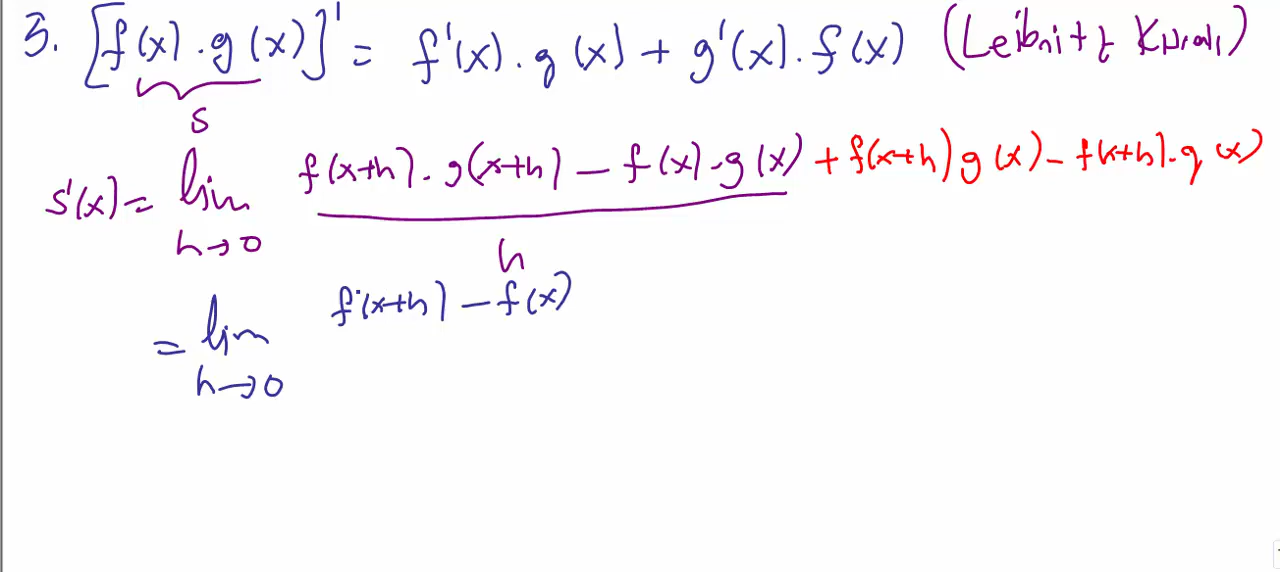 3. [f(x).g(x)]' = f'(x).g(x) + g'(x).f(x) (Leibnitz Kuralı)
s
s'(x) = lim f(x+h).g(x+h) − f(x).g(x) + f(x+h)g(x) − f(x+h).g(x)
h→0 h
= lim f(x+h) − f(x)
h→0